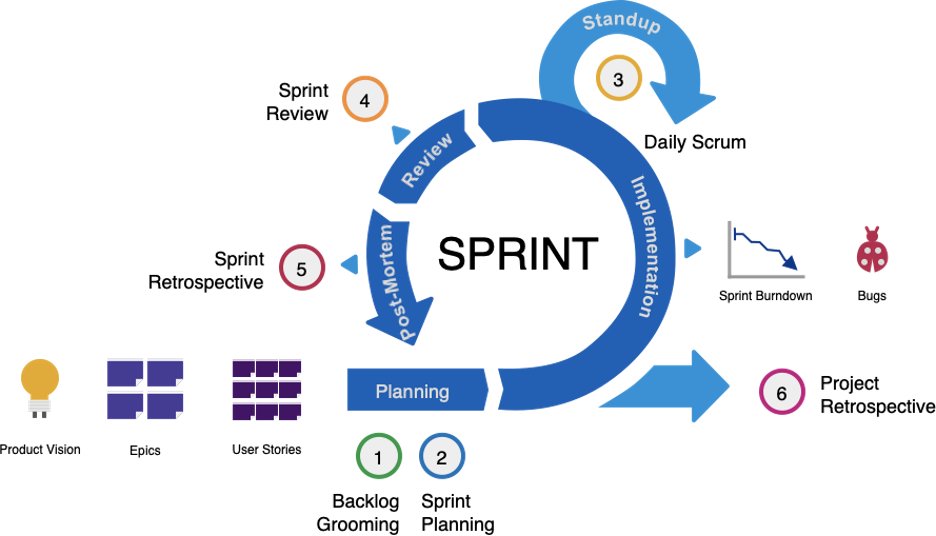 Standup
3
Daily Scrum
Sprint
Review
4
Review
Implementation
SPRINT
Sprint
Retrospective
5
Post-Mortem
Sprint Burndown
Bugs
Planning
6
Project
Retrospective
Product Vision
Epics
User Stories
1
2
Backlog
Grooming
Sprint
Planning